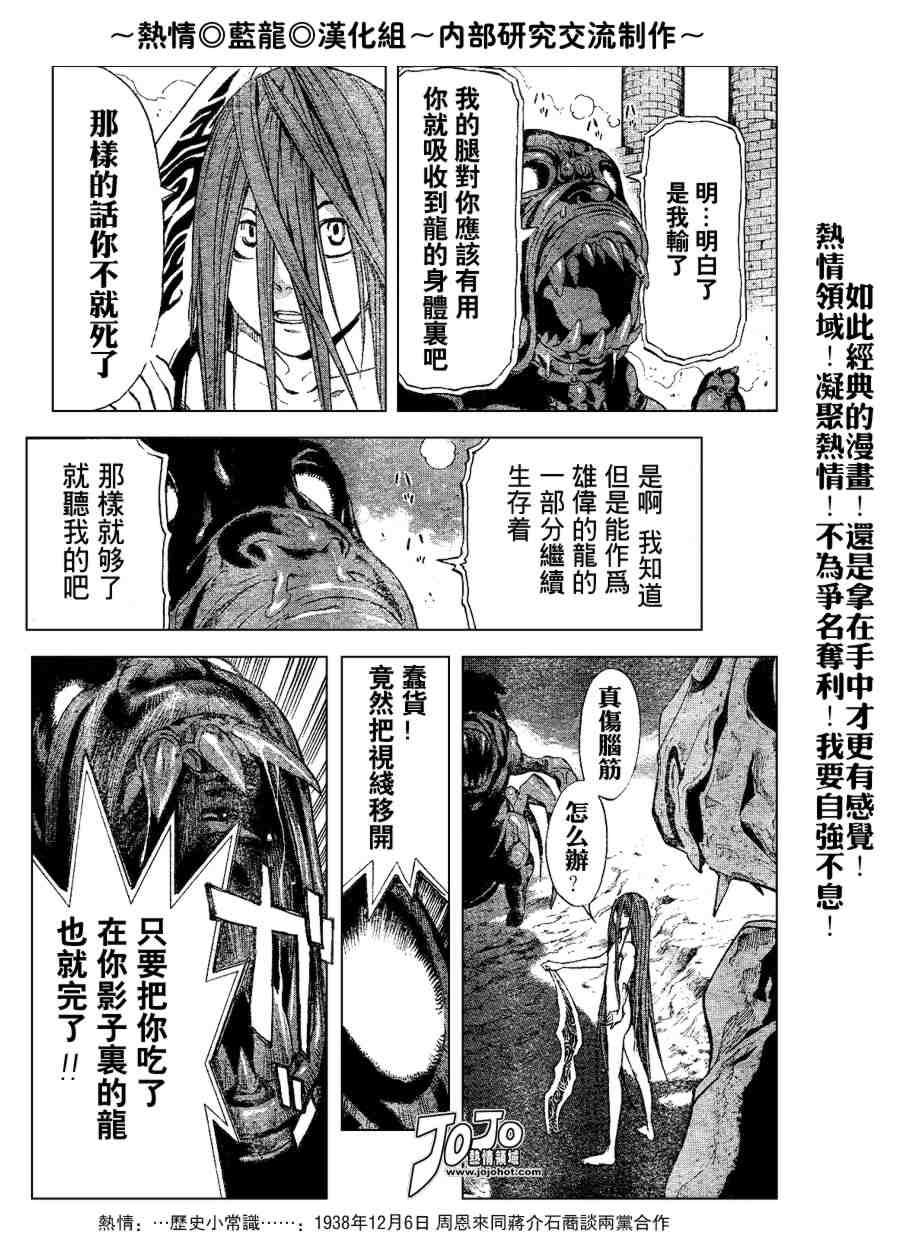 ～熱情◎藍龍◎漢化組～内部研究交流制作～
明…明白了
是我輸了
我的腿對你應該有用
你就吸收到龍的身體裏吧
那樣的話你不就死了
是啊 我知道
但是能作爲
雄偉的龍的
一部分繼續
生存着
那樣就够了
就聽我的吧
真傷腦筋
怎么辦?
蠢貨!
竟然把視綫移開
只要把你吃了
在你影子裏的龍
也就完了!!
如此經典的漫畫！還是拿在手中才更有感覺！
熱情領域！凝聚熱情！不為爭名奪利！我要自強不息！
JOJO
熱情領域
www.jojohot.com
熱情：…歷史小常識……：1938年12月6日 周恩來同蔣介石商談兩黨合作